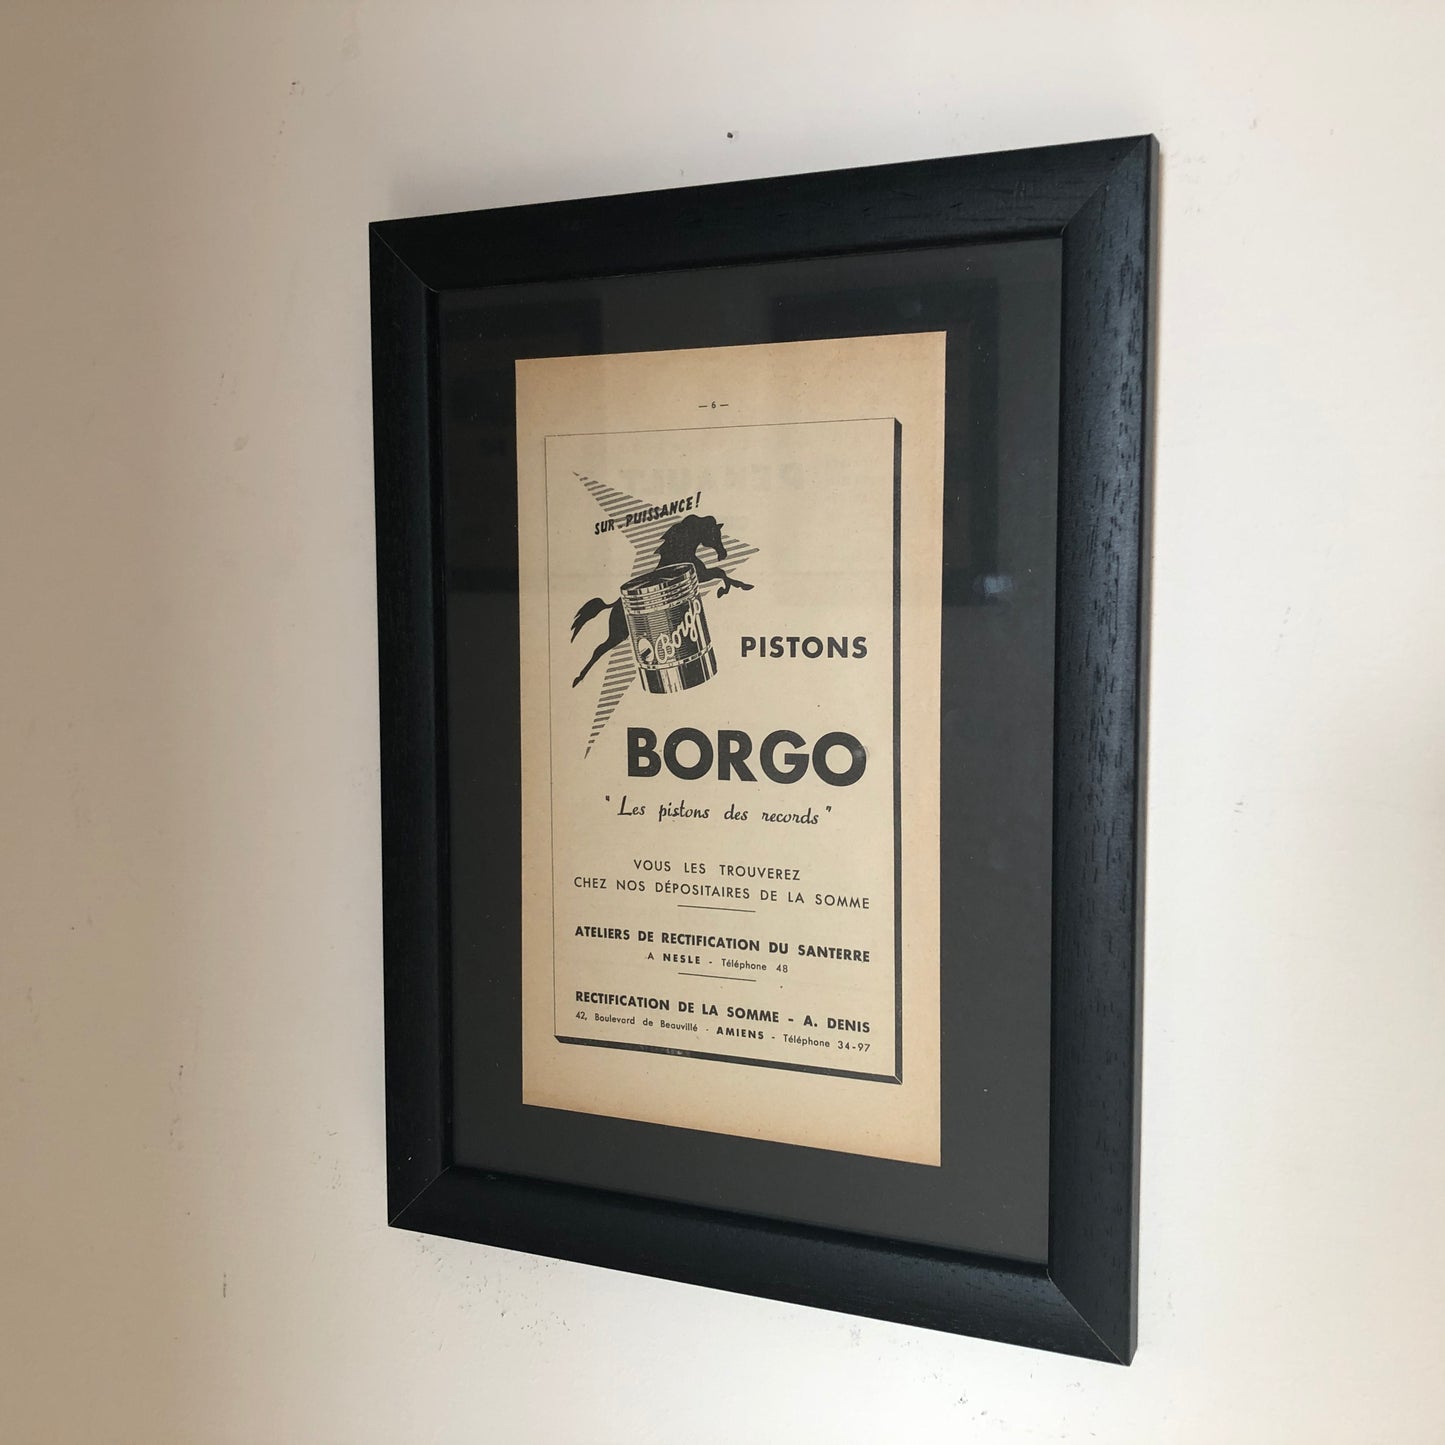 — 6 —
SUR-PUISSANCE!
Borgo
PISTONS
BORGO
"Les pistons des records"
VOUS LES TROUVEREZ
CHEZ NOS DÉPOSITAIRES DE LA SOMME
ATELIERS DE RECTIFICATION DU SANTERRE
A NESLE - Téléphone 48
RECTIFICATION DE LA SOMME - A. DENIS
42, Boulevard de Beauvillé - AMIENS - Téléphone 34-97